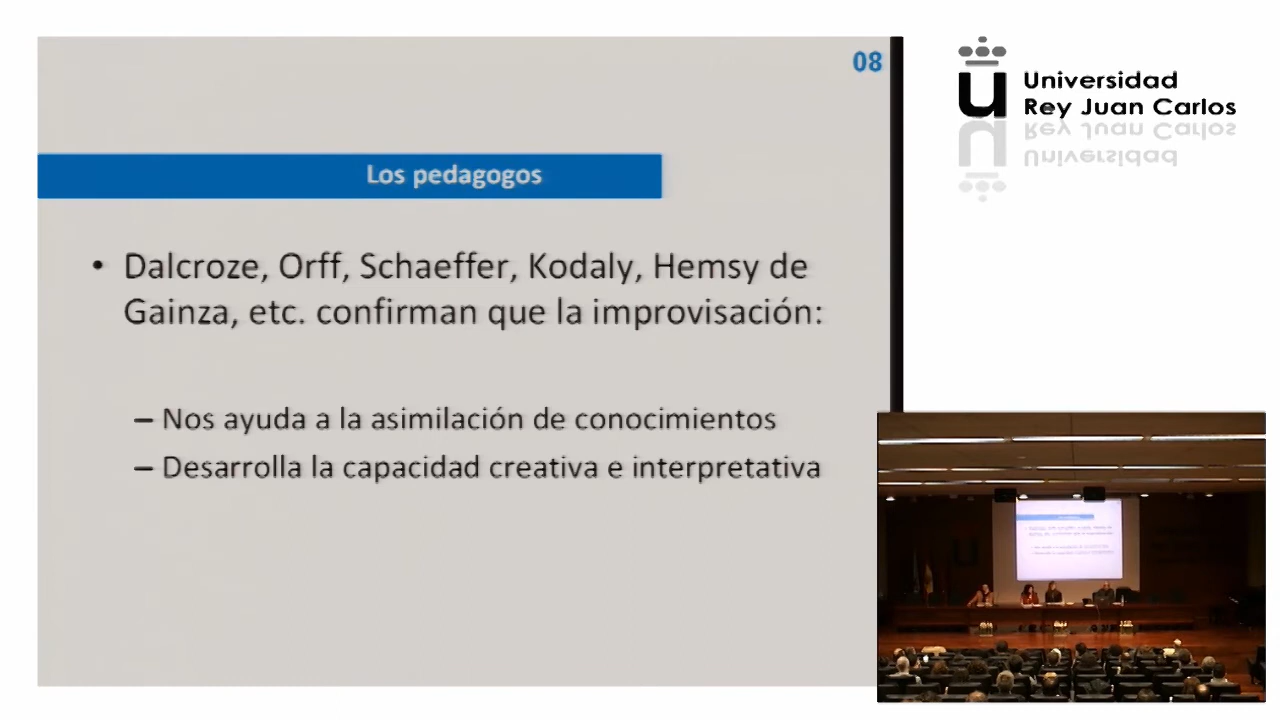 08
Universidad
Rey Juan Carlos
Los pedagogos
• Dalcroze, Orff, Schaeffer, Kodaly, Hemsy de
Gainza, etc. confirman que la improvisación:
– Nos ayuda a la asimilación de conocimientos
– Desarrolla la capacidad creativa e interpretativa